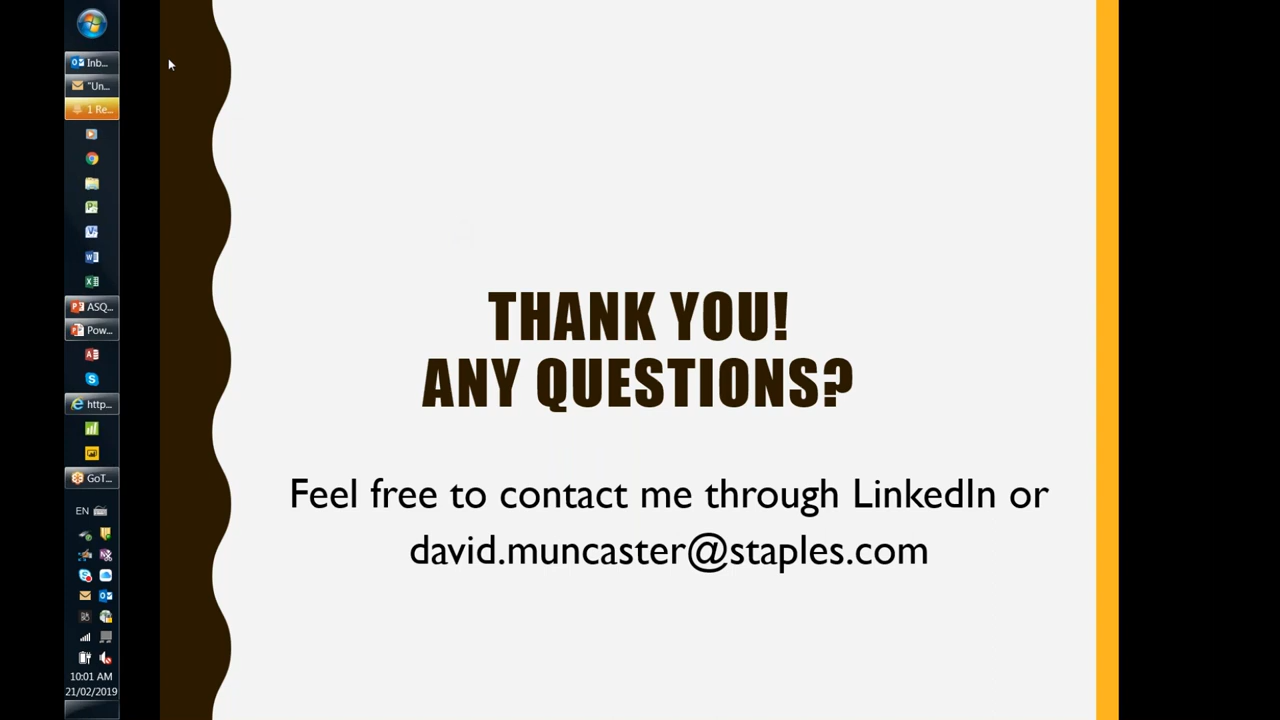 Inb...
"Un...
1 Re...
ASQ...
Pow...
http...
GoT...
EN
10:01 AM
21/02/2019
THANK YOU!
ANY QUESTIONS?
Feel free to contact me through LinkedIn or
david.muncaster@staples.com